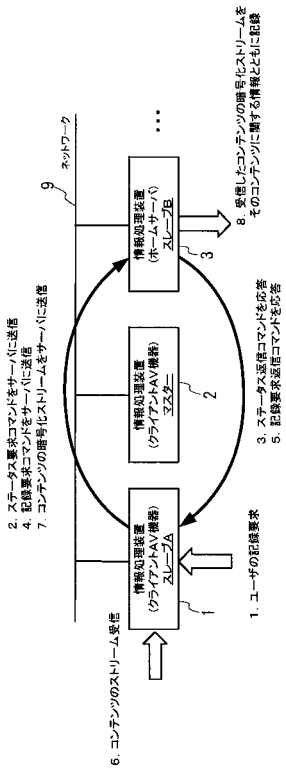 2. ステータス要求コマンドをサーバに送信
4. 記録要求コマンドをサーバに送信
7. コンテンツの暗号化ストリームをサーバに送信
9
ネットワーク
6. コンテンツのストリーム受信
情報処理装置
(クライアントAV機器)
スレーブA
1
情報処理装置
(クライアントAV機器)
マスター
2
情報処理装置
(ホームサーバ)
スレーブB
3
...
1. ユーザの記録要求
3. ステータス返信コマンドを応答
5. 記録要求返信コマンドを応答
8. 受信したコンテンツの暗号化ストリームを
そのコンテンツに関する情報とともに記録